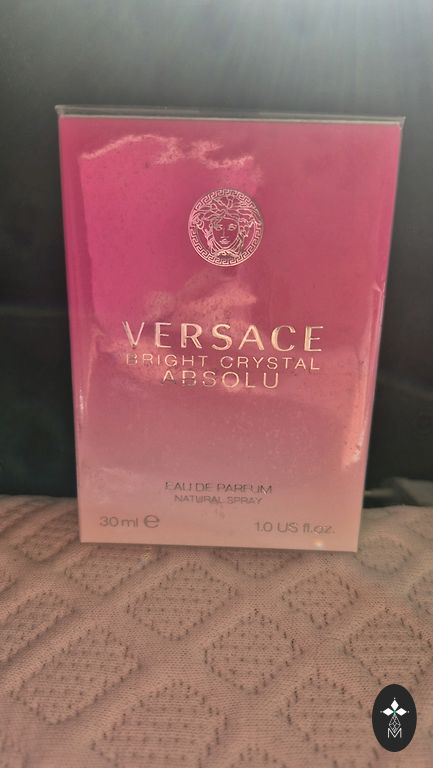 VERSACE
BRIGHT CRYSTAL
ABSOLU
EAU DE PARFUM
NATURAL SPRAY
30 ml e 1.0 US fl.oz.
M